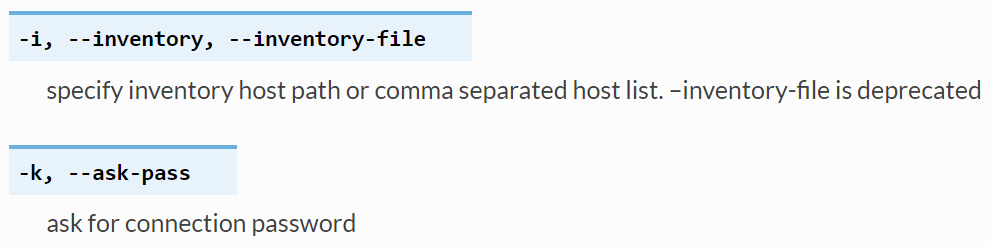 -i, --inventory, --inventory-file
specify inventory host path or comma separated host list. –inventory-file is deprecated
-k, --ask-pass
ask for connection password